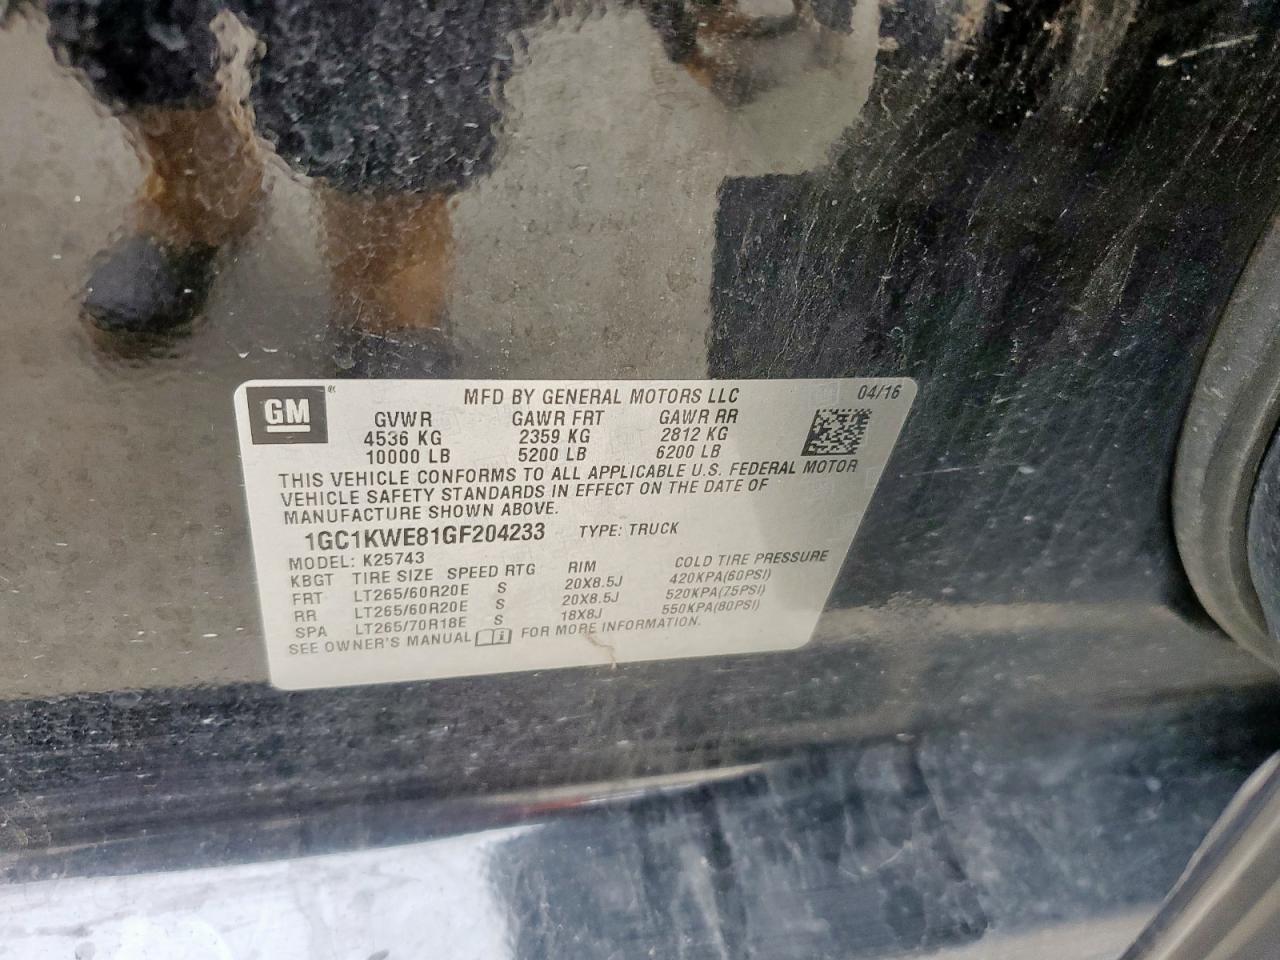 GM ® MFD BY GENERAL MOTORS LLC 04/16
GVWR GAWR FRT GAWR RR
4536 KG 2359 KG 2812 KG
10000 LB 5200 LB 6200 LB
THIS VEHICLE CONFORMS TO ALL APPLICABLE U.S. FEDERAL MOTOR
VEHICLE SAFETY STANDARDS IN EFFECT ON THE DATE OF
MANUFACTURE SHOWN ABOVE.
1GC1KWE81GF204233 TYPE: TRUCK
MODEL: K25743
KBGT TIRE SIZE SPEED RTG RIM COLD TIRE PRESSURE
FRT LT265/60R20E S 20X8.5J 420KPA(60PSI)
RR LT265/60R20E S 20X8.5J 520KPA(75PSI)
SPA LT265/70R18E S 18X8J 550KPA(80PSI)
SEE OWNER'S MANUAL FOR MORE INFORMATION.